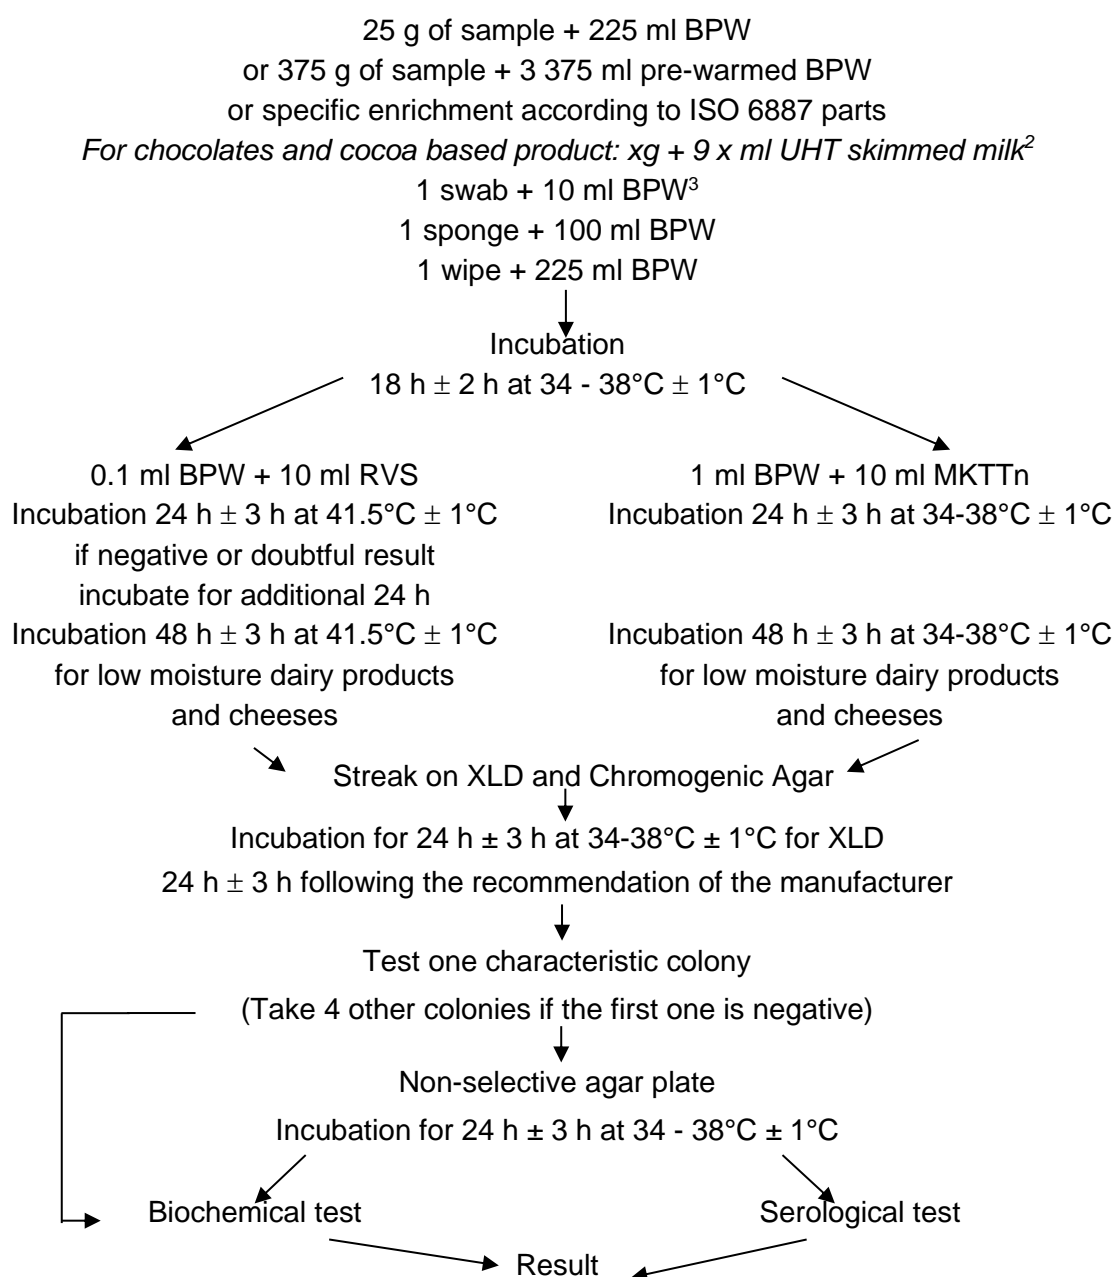 25 g of sample + 225 ml BPW
or 375 g of sample + 3 375 ml pre-warmed BPW
or specific enrichment according to ISO 6887 parts
For chocolates and cocoa based product: xg + 9 x ml UHT skimmed milk²
1 swab + 10 ml BPW³
1 sponge + 100 ml BPW
1 wipe + 225 ml BPW
Incubation
18 h ± 2 h at 34 - 38°C ± 1°C
0.1 ml BPW + 10 ml RVS
Incubation 24 h ± 3 h at 41.5°C ± 1°C
if negative or doubtful result
incubate for additional 24 h
Incubation 48 h ± 3 h at 41.5°C ± 1°C
for low moisture dairy products
and cheeses
1 ml BPW + 10 ml MKTTn
Incubation 24 h ± 3 h at 34-38°C ± 1°C
Incubation 48 h ± 3 h at 34-38°C ± 1°C
for low moisture dairy products
and cheeses
Streak on XLD and Chromogenic Agar
Incubation for 24 h ± 3 h at 34-38°C ± 1°C for XLD
24 h ± 3 h following the recommendation of the manufacturer
Test one characteristic colony
(Take 4 other colonies if the first one is negative)
Non-selective agar plate
Incubation for 24 h ± 3 h at 34 - 38°C ± 1°C
Biochemical test
Serological test
Result